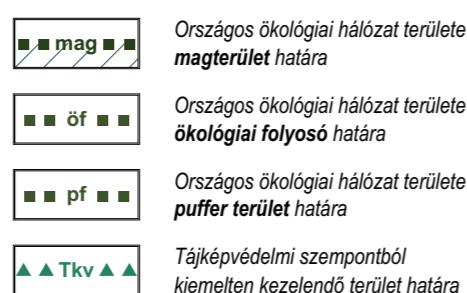 mag
Országos ökológiai hálózat területe
magterület határa
öf
Országos ökológiai hálózat területe
ökológiai folyosó határa
pf
Országos ökológiai hálózat területe
puffer terület határa
Tkv
Tájképvédelmi szempontból
kiemelten kezelendő terület határa